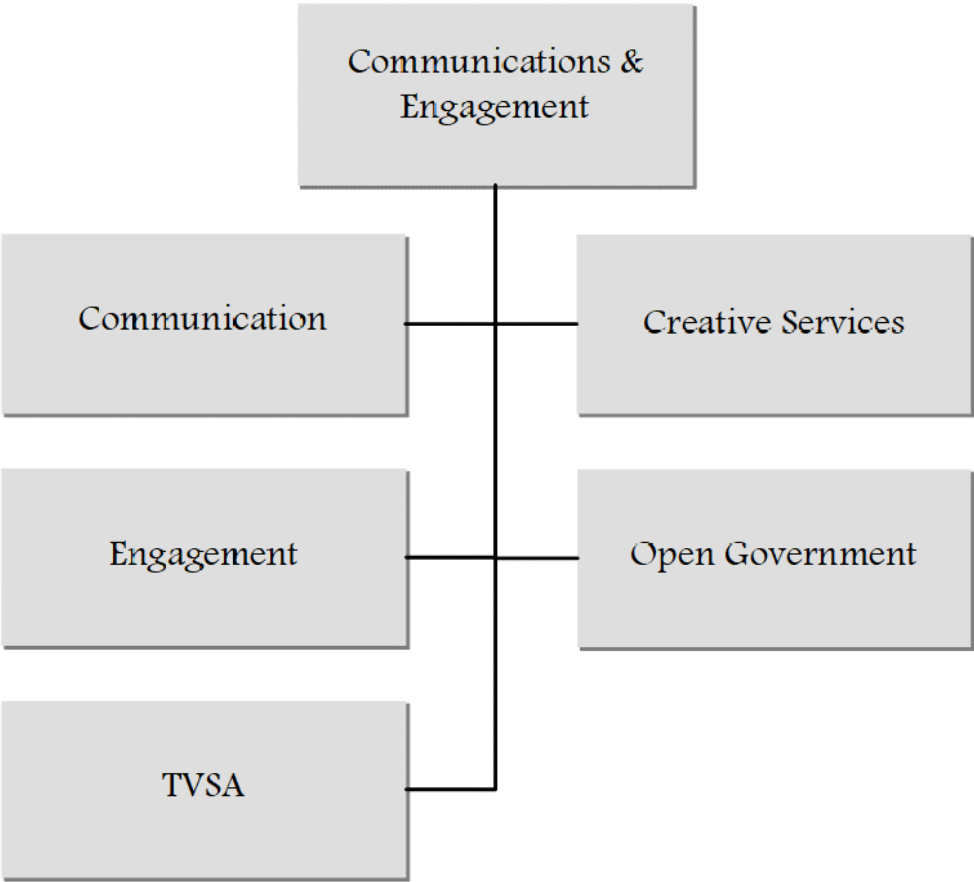 Communications &
Engagement
Communication
Creative Services
Engagement
Open Government
TVSA